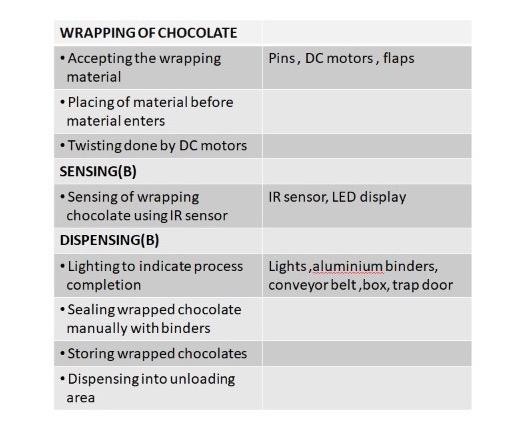 WRAPPING OF CHOCOLATE
• Accepting the wrapping Pins , DC motors , flaps
material
• Placing of material before
material enters
• Twisting done by DC motors
SENSING(B)
• Sensing of wrapping IR sensor, LED display
chocolate using IR sensor
DISPENSING(B)
• Lighting to indicate process Lights ,aluminium binders,
completion conveyor belt ,box, trap door
• Sealing wrapped chocolate
manually with binders
• Storing wrapped chocolates
• Dispensing into unloading
area